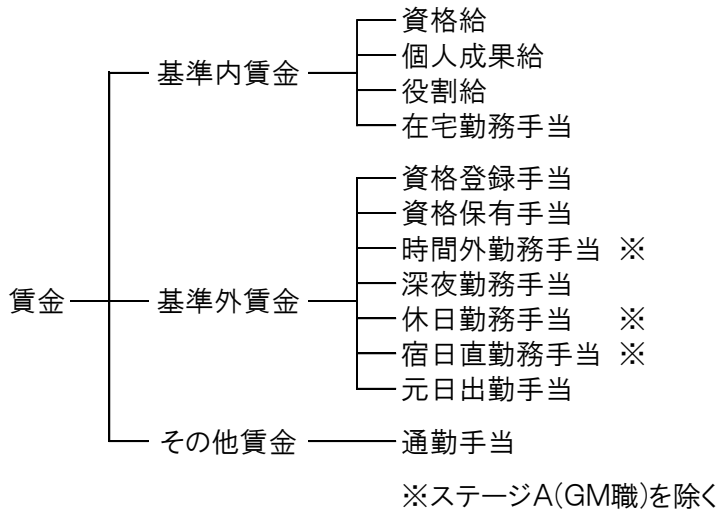 資格給
個人成果給
基準内賃金
役割給
在宅勤務手当
資格登録手当
資格保有手当
時間外勤務手当 ※
深夜勤務手当
賃金
基準外賃金
休日勤務手当 ※
宿日直勤務手当 ※
元日出勤手当
その他賃金
通勤手当
※ステージA(GM職)を除く